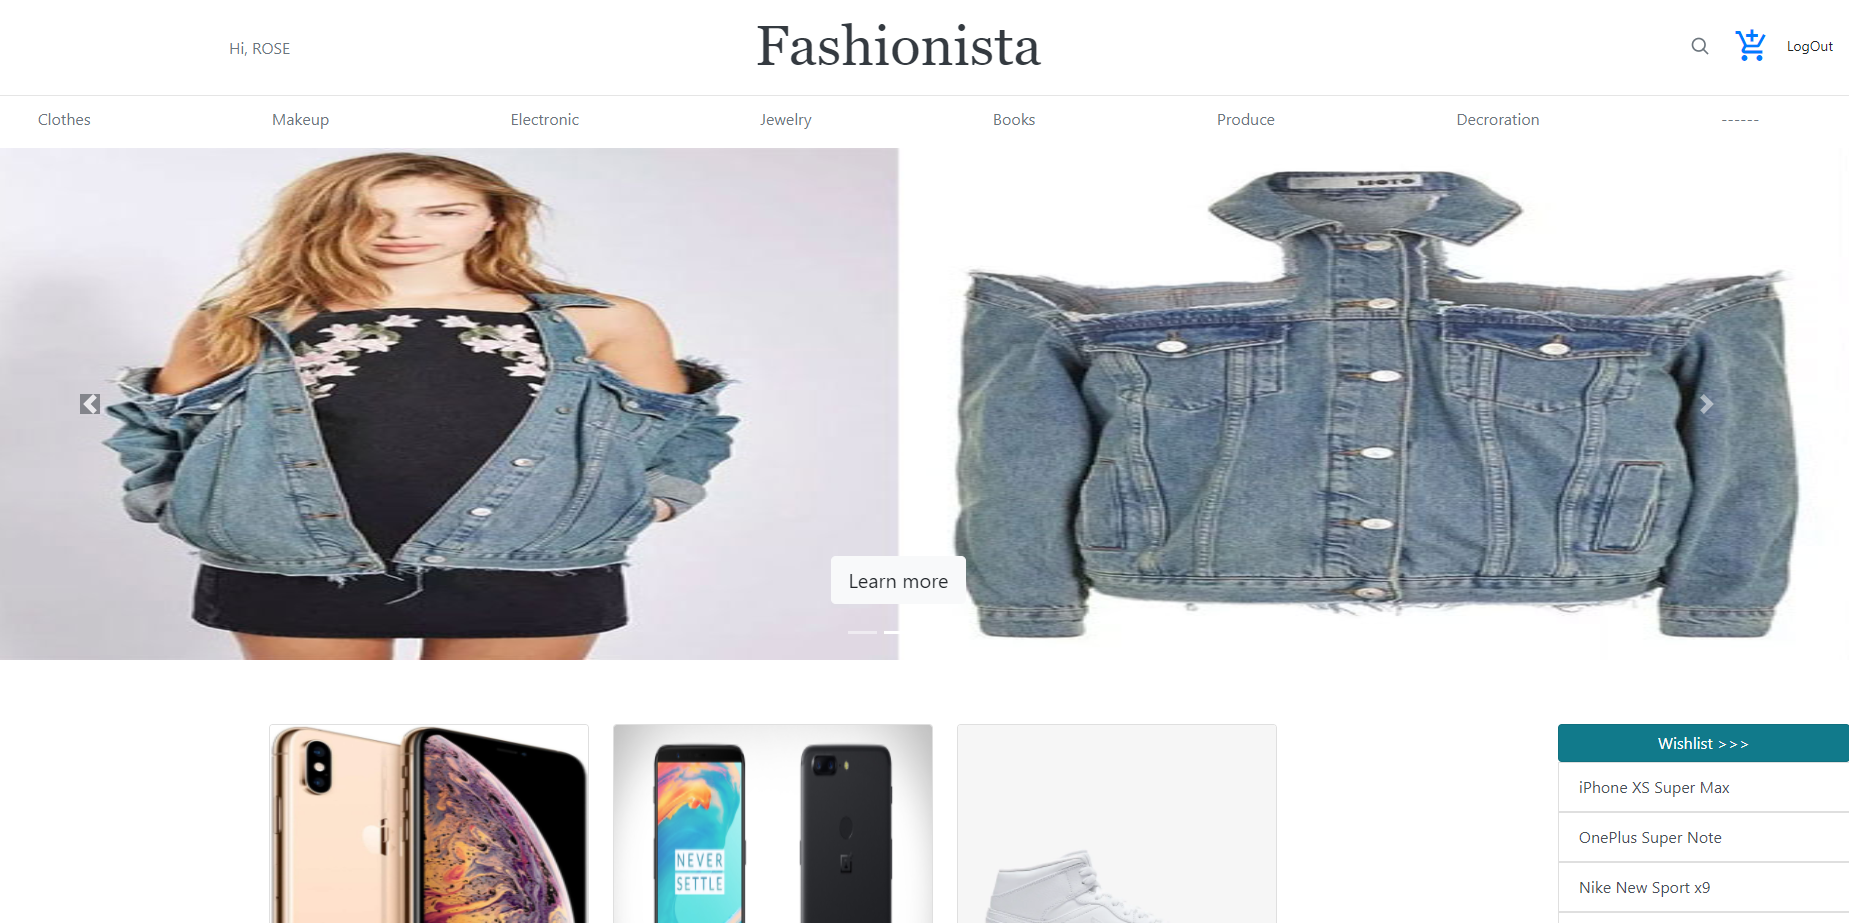 Hi, ROSE
Fashionista
LogOut
Clothes
Makeup
Electronic
Jewelry
Books
Produce
Decroration
------
MOTO
Learn more
NEVER
SETTLE
Wishlist >>>
iPhone XS Super Max
OnePlus Super Note
Nike New Sport x9